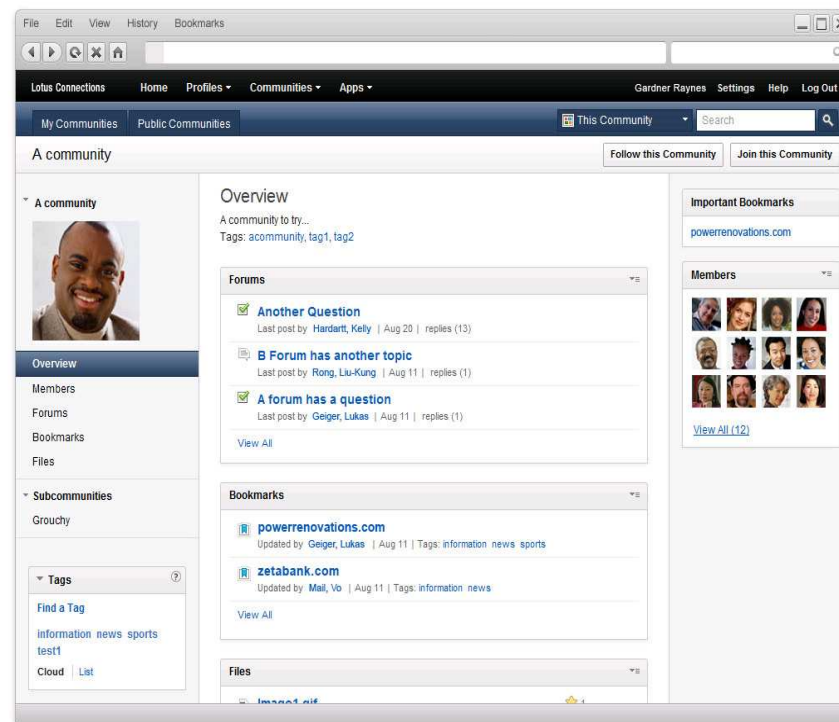 File Edit View History Bookmarks
Lotus Connections Home Profiles Communities Apps Gardner Raynes Settings Help Log Out
My Communities Public Communities This Community Search
A community Follow this Community Join this Community
A community
Overview
Members
Forums
Bookmarks
Files
Subcommunities
Grouchy
Tags ?
Find a Tag
information news sports
test1
Cloud | List
Overview
A community to try...
Tags: acommunity, tag1, tag2
Forums
Another Question
Last post by Hardartt, Kelly | Aug 20 | replies (13)
B Forum has another topic
Last post by Rong, Liu-Kung | Aug 11 | replies (1)
A forum has a question
Last post by Geiger, Lukas | Aug 11 | replies (1)
View All
Bookmarks
powerrenovations.com
Updated by Geiger, Lukas | Aug 11 | Tags: information news sports
zetabank.com
Updated by Mail, Vo | Aug 11 | Tags: information news
View All
Files
Image1.gif
Important Bookmarks
powerrenovations.com
Members
View All (12)